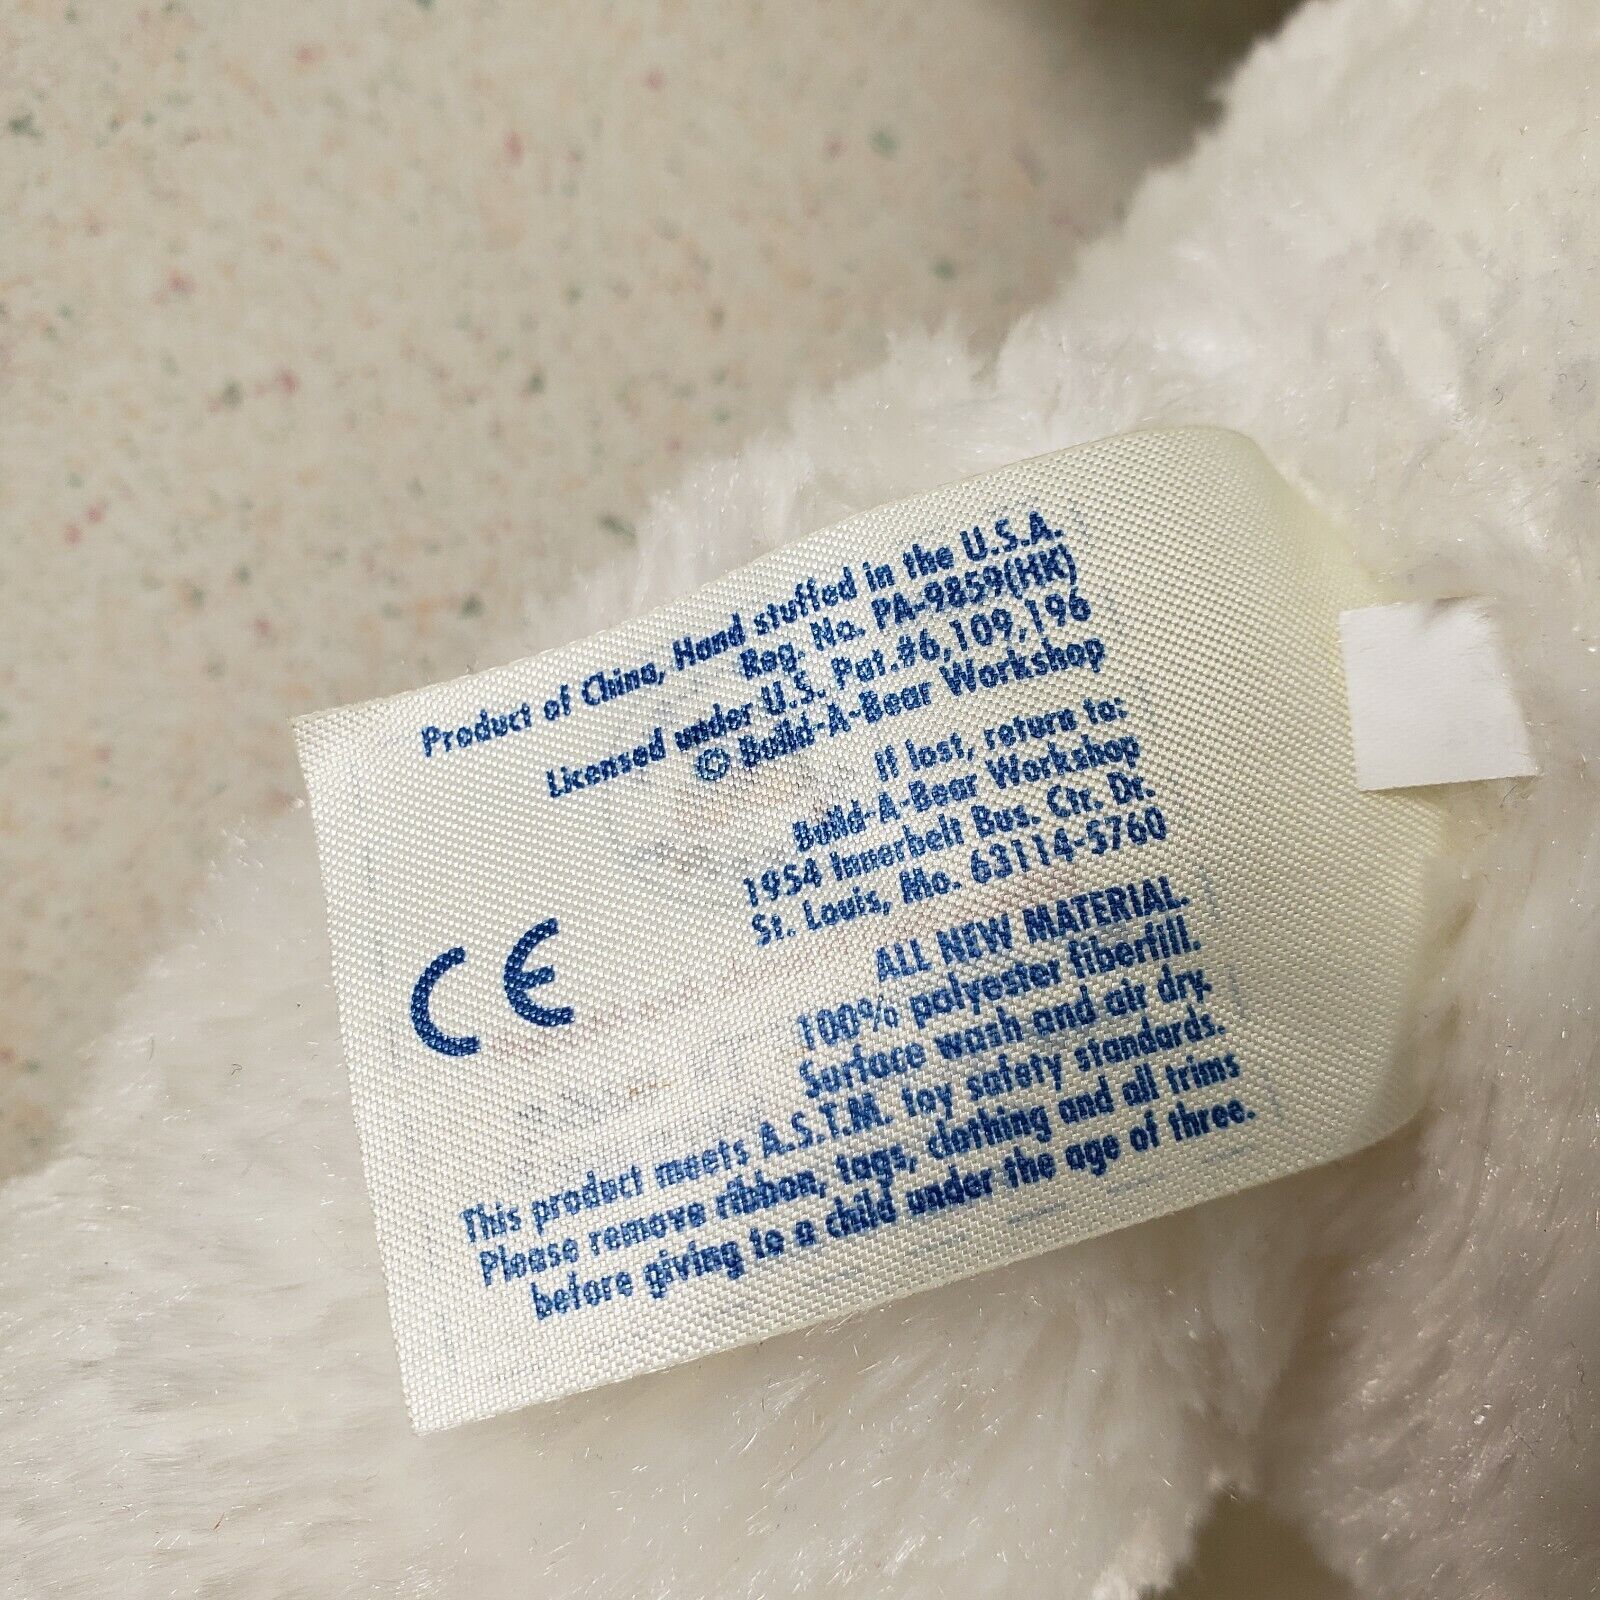 Product of China, Hand stuffed in the U.S.A.
Reg. No. PA-9859(HK)
Licensed under U.S. Pat.#6,109,196
© Build-A-Bear Workshop
If lost, return to:
Build-A-Bear Workshop
1954 Innerbelt Bus. Ctr. Dr.
St. Louis, Mo. 63114-5760
ALL NEW MATERIAL.
100% polyester fiberfill.
Surface wash and air dry.
CE
This product meets A.S.T.M. toy safety standards.
Please remove ribbon, tags, clothing and all trims
before giving to a child under the age of three.